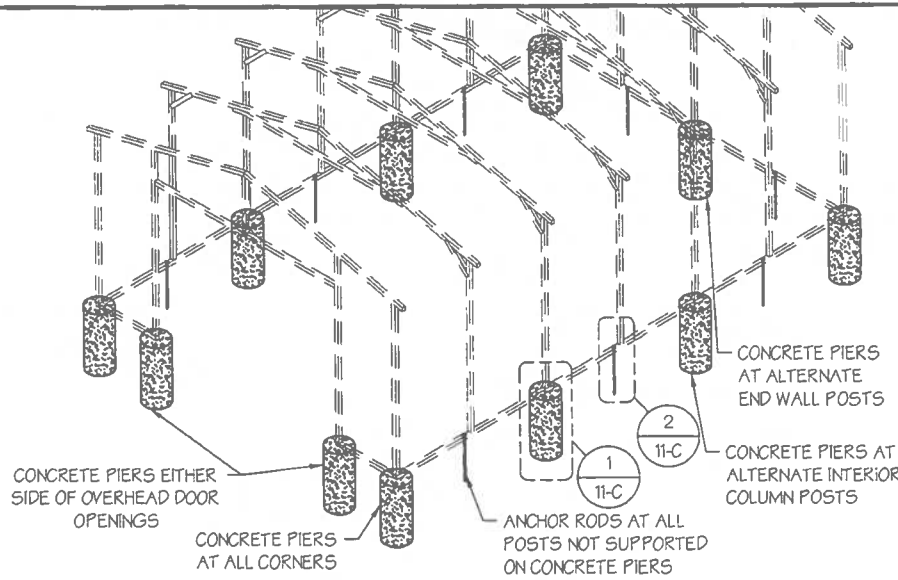 CONCRETE PIERS
AT ALTERNATE
END WALL POSTS
2
11-C
1
11-C
CONCRETE PIERS AT
ALTERNATE INTERIOR
COLUMN POSTS
CONCRETE PIERS EITHER
SIDE OF OVERHEAD DOOR
OPENINGS
CONCRETE PIERS
AT ALL CORNERS
ANCHOR RODS AT ALL
POSTS NOT SUPPORTED
ON CONCRETE PIERS